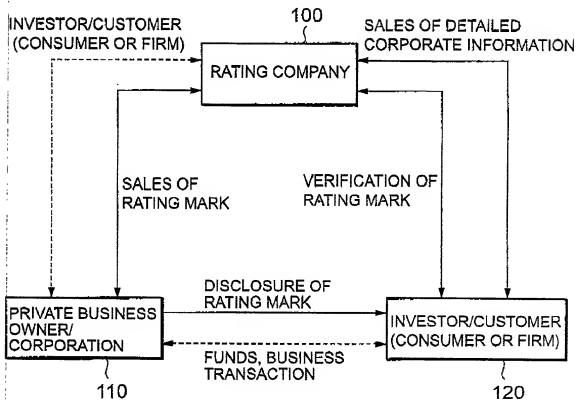 100
INVESTOR/CUSTOMER
(CONSUMER OR FIRM)
SALES OF DETAILED
CORPORATE INFORMATION
RATING COMPANY
SALES OF
RATING MARK
VERIFICATION OF
RATING MARK
DISCLOSURE OF
RATING MARK
PRIVATE BUSINESS
OWNER/
CORPORATION
INVESTOR/CUSTOMER
(CONSUMER OR FIRM)
FUNDS, BUSINESS
TRANSACTION
110
120